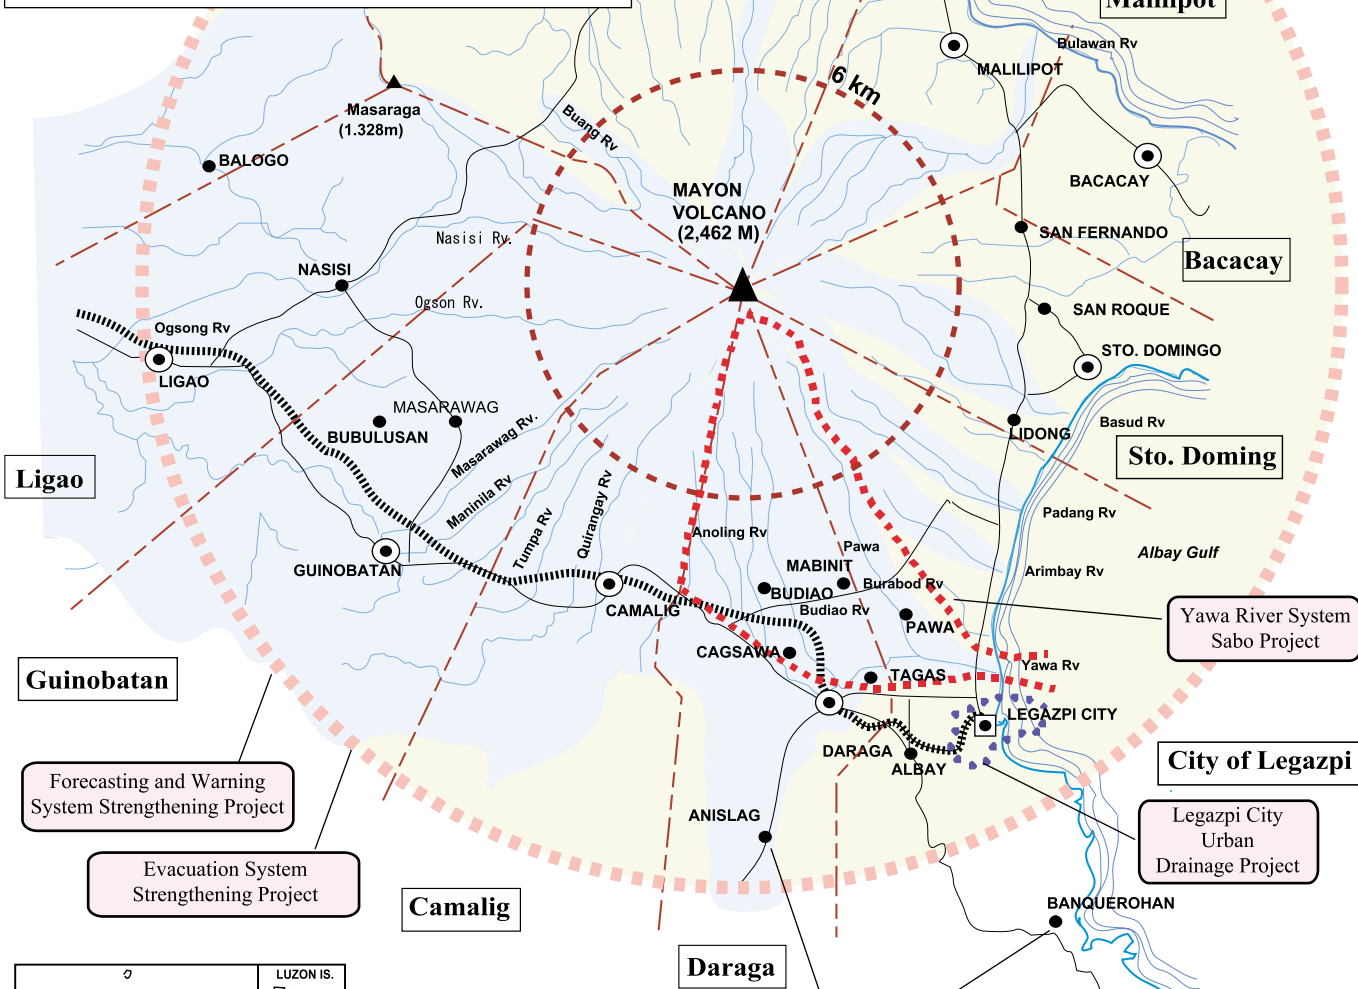 Malilipot
Bulawan Rv
MALILIPOT
6 km
Masaraga
(1.328m)
Buang Rv
BALOGO
BACACAY
MAYON
VOLCANO
(2,462 M)
SAN FERNANDO
Nasisi Rv.
Bacacay
NASISI
Ogson Rv.
SAN ROQUE
Ogsong Rv
STO. DOMINGO
LIGAO
MASARAWAG
BUBULUSAN
Masarawag Rv.
LIDONG
Basud Rv
Sto. Doming
Ligao
Maninila Rv
Tumpa Rv
Quirangay Rv
Anoling Rv
Padang Rv
Pawa
Albay Gulf
GUINOBATAN
MABINIT
Arimbay Rv
BUDIAO
Burabod Rv
CAMALIG
Budiao Rv
PAWA
Yawa River System
Sabo Project
CAGSAWA
Yawa Rv
TAGAS
Guinobatan
LEGAZPI CITY
DARAGA
ALBAY
City of Legazpi
Forecasting and Warning
System Strengthening Project
ANISLAG
Legazpi City
Urban
Drainage Project
Evacuation System
Strengthening Project
Camalig
BANQUEROHAN
Daraga
LUZON IS.